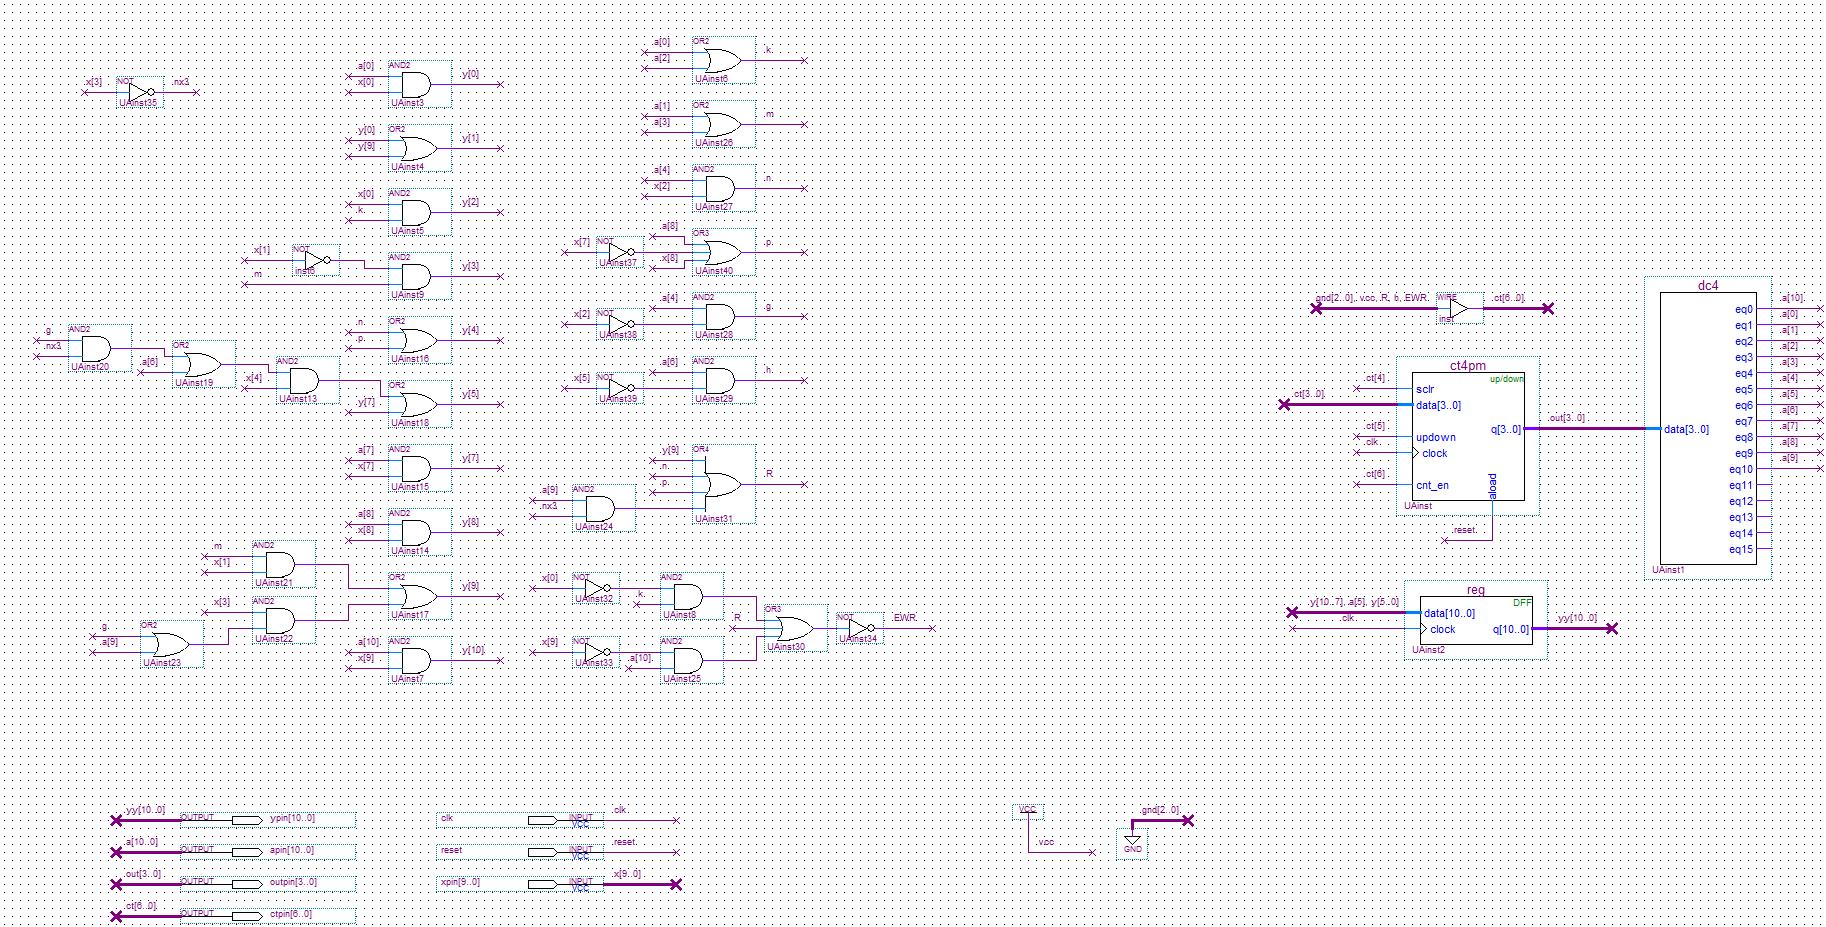 x[3]
NOT
nx3
UAinst35
a[0]
x[0]
AND2
y[0]
UAinst3
y[0]
y[9]
OR2
y[1]
UAinst4
x[0]
k
AND2
y[2]
UAinst5
x[1]
NOT
inst6
m
AND2
y[3]
UAinst9
n
p
OR2
y[4]
UAinst16
g
nx3
AND2
UAinst20
a[6]
OR2
UAinst19
x[4]
AND2
UAinst13
y[7]
OR2
y[5]
UAinst18
a[7]
x[7]
AND2
y[7]
UAinst15
a[8]
x[8]
AND2
y[8]
UAinst14
m
x[1]
AND2
UAinst21
x[3]
AND2
UAinst22
g
a[9]
OR2
UAinst23
OR2
y[9]
UAinst17
a[10]
x[9]
AND2
y[10]
UAinst7
a[0]
a[2]
OR2
k
UAinst6
a[1]
a[3]
OR2
m
UAinst26
a[4]
x[2]
AND2
n
UAinst27
x[7]
NOT
UAinst37
a[8]
x[8]
OR3
p
UAinst40
x[2]
NOT
UAinst38
a[4]
AND2
g
UAinst28
x[5]
NOT
UAinst39
a[6]
AND2
h
UAinst29
y[9]
n
p
OR4
R
UAinst31
a[9]
nx3
AND2
UAinst24
x[0]
NOT
UAinst32
k
AND2
UAinst8
R
OR3
UAinst30
NOT
UAinst34
EWR
x[9]
NOT
UAinst33
a[10]
AND2
UAinst25
gnd[2..0], vcc, R, h, EWR
WIRE
inst
ct[6..0]
ct4pm
up/down
ct[4]
sclr
ct[3..0]
data[3..0]
ct[5]
updown
clk
clock
ct[6]
cnt_en
q[3..0]
aload
UAinst
reset
out[3..0]
dc4
data[3..0]
eq0
eq1
eq2
eq3
eq4
eq5
eq6
eq7
eq8
eq9
eq10
eq11
eq12
eq13
eq14
eq15
a[10]
a[0]
a[1]
a[2]
a[3]
a[4]
a[5]
a[6]
a[7]
a[8]
a[9]
UAinst1
reg
DFF
y[10..7], a[5], y[5..0]
data[10..0]
clk
clock
q[10..0]
yy[10..0]
UAinst2
yy[10..0]
OUTPUT
ypin[10..0]
a[10..0]
OUTPUT
apin[10..0]
out[3..0]
OUTPUT
outpin[3..0]
ct[6..0]
OUTPUT
ctpin[6..0]
clk
INPUT
VCC
clk
reset
INPUT
VCC
reset
xpin[9..0]
INPUT
VCC
x[9..0]
VCC
vcc
gnd[2..0]
GND